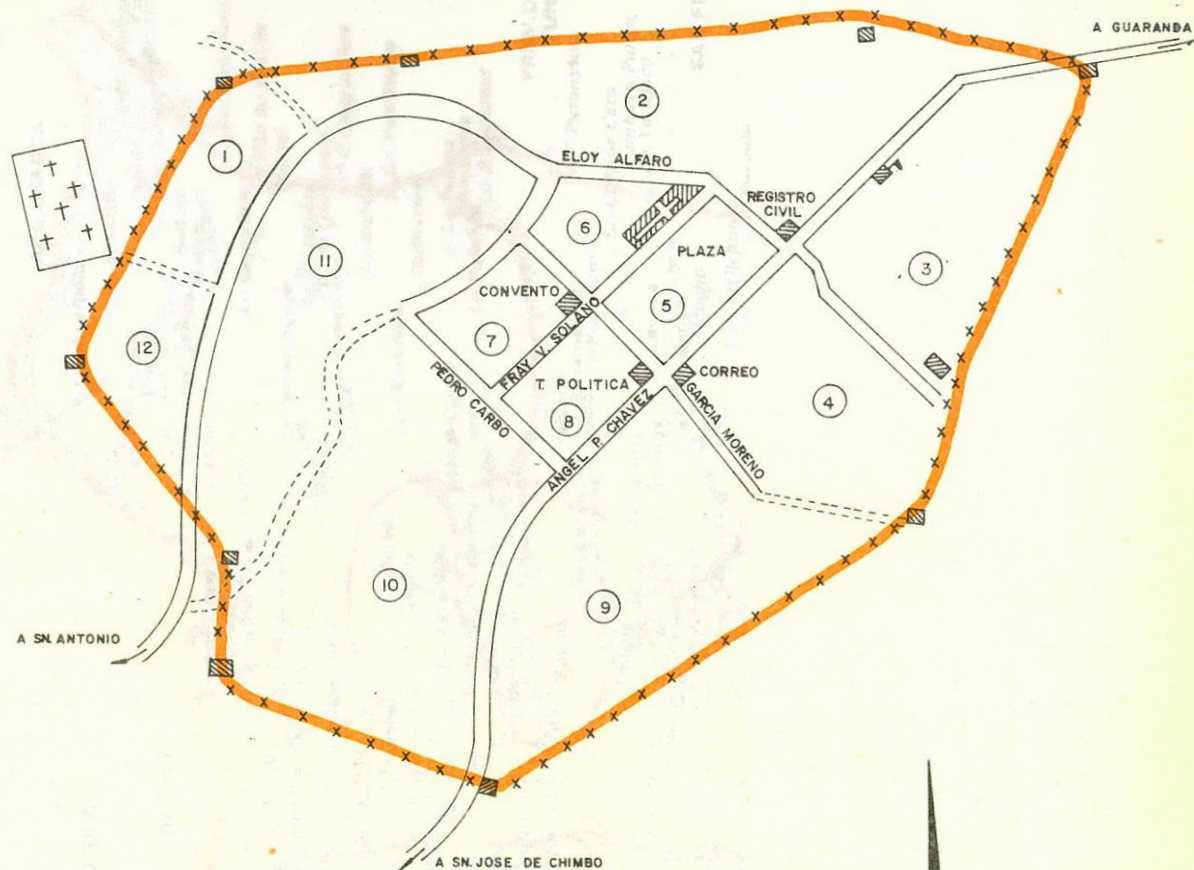 A GUARANDA
2
1
ELOY ALFARO
REGISTRO
CIVIL
6
PLAZA
11
3
CONVENTO
5
12
7
FRAY V. SOLANO
T. POLITICA
CORREO
PEDRO CARBO
8
ANGEL P. CHAVEZ
GARCIA MORENO
4
10
9
A SN. ANTONIO
A SN. JOSE DE CHIMBO